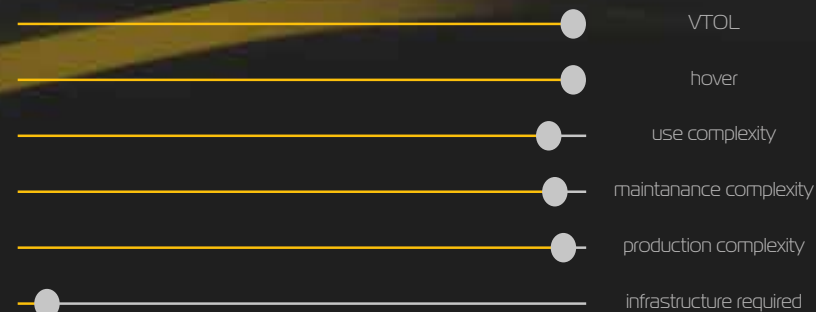 VTOL
hover
use complexity
maintanance complexity
production complexity
infrastructure required